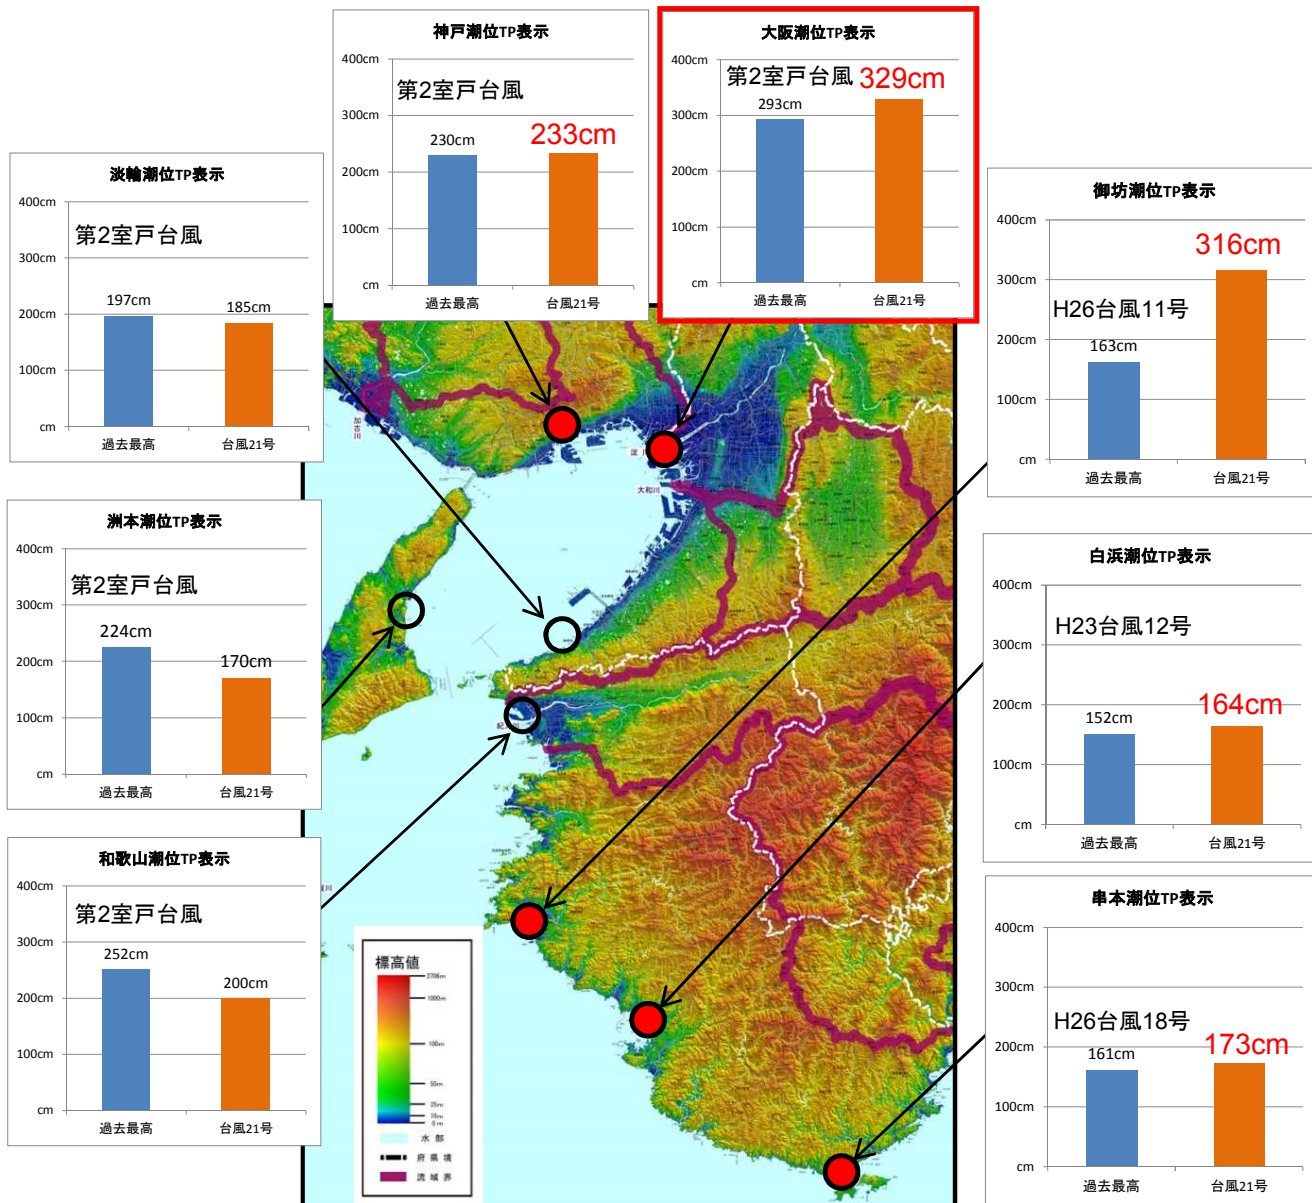 神戸潮位TP表示
400cm
300cm
200cm
100cm
cm
第2室戸台風
230cm
233cm
過去最高
台風21号
大阪潮位TP表示
400cm
300cm
200cm
100cm
cm
第2室戸台風
293cm
329cm
過去最高
台風21号
淡輪潮位TP表示
400cm
300cm
200cm
100cm
cm
第2室戸台風
197cm
185cm
過去最高
台風21号
御坊潮位TP表示
400cm
300cm
200cm
100cm
cm
H26台風11号
163cm
316cm
過去最高
台風21号
洲本潮位TP表示
400cm
300cm
200cm
100cm
cm
第2室戸台風
224cm
170cm
過去最高
台風21号
白浜潮位TP表示
400cm
300cm
200cm
100cm
cm
H23台風12号
152cm
164cm
過去最高
台風21号
和歌山潮位TP表示
400cm
300cm
200cm
100cm
cm
第2室戸台風
252cm
200cm
過去最高
台風21号
串本潮位TP表示
400cm
300cm
200cm
100cm
cm
H26台風18号
161cm
173cm
過去最高
台風21号
加古川
淀
大和川
標高値
2708m
1000m
100m
50m
25m
10m
0m
水部
府県境
流域界